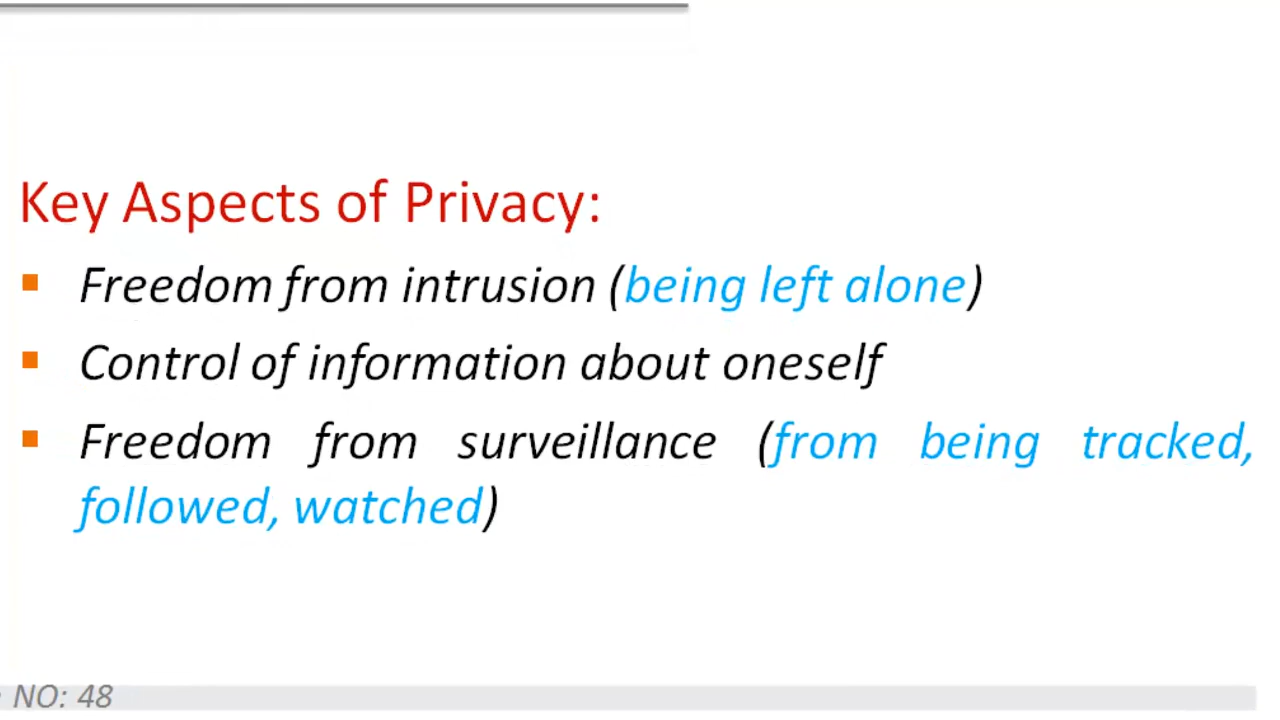 Key Aspects of Privacy:
▪ Freedom from intrusion (being left alone)
▪ Control of information about oneself
▪ Freedom from surveillance (from being tracked,
followed, watched)
NO: 48